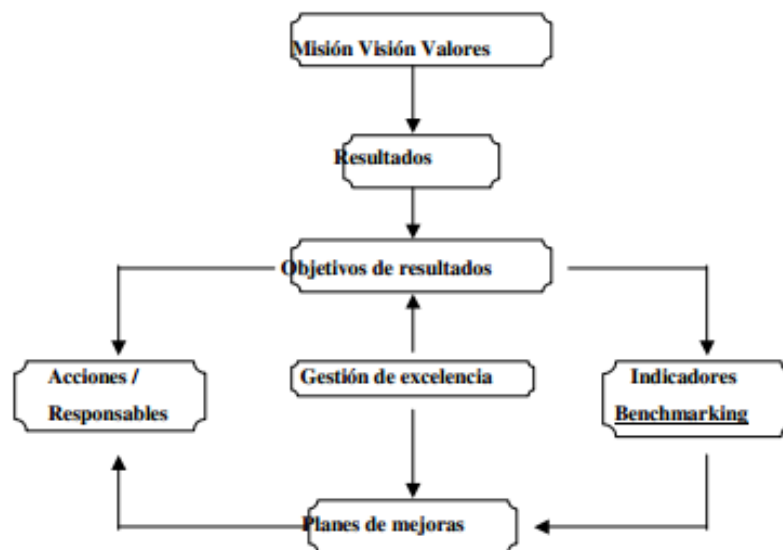 Misión Visión Valores
Resultados
Objetivos de resultados
Acciones /
Responsables
Gestión de excelencia
Indicadores
Benchmarking
Planes de mejoras